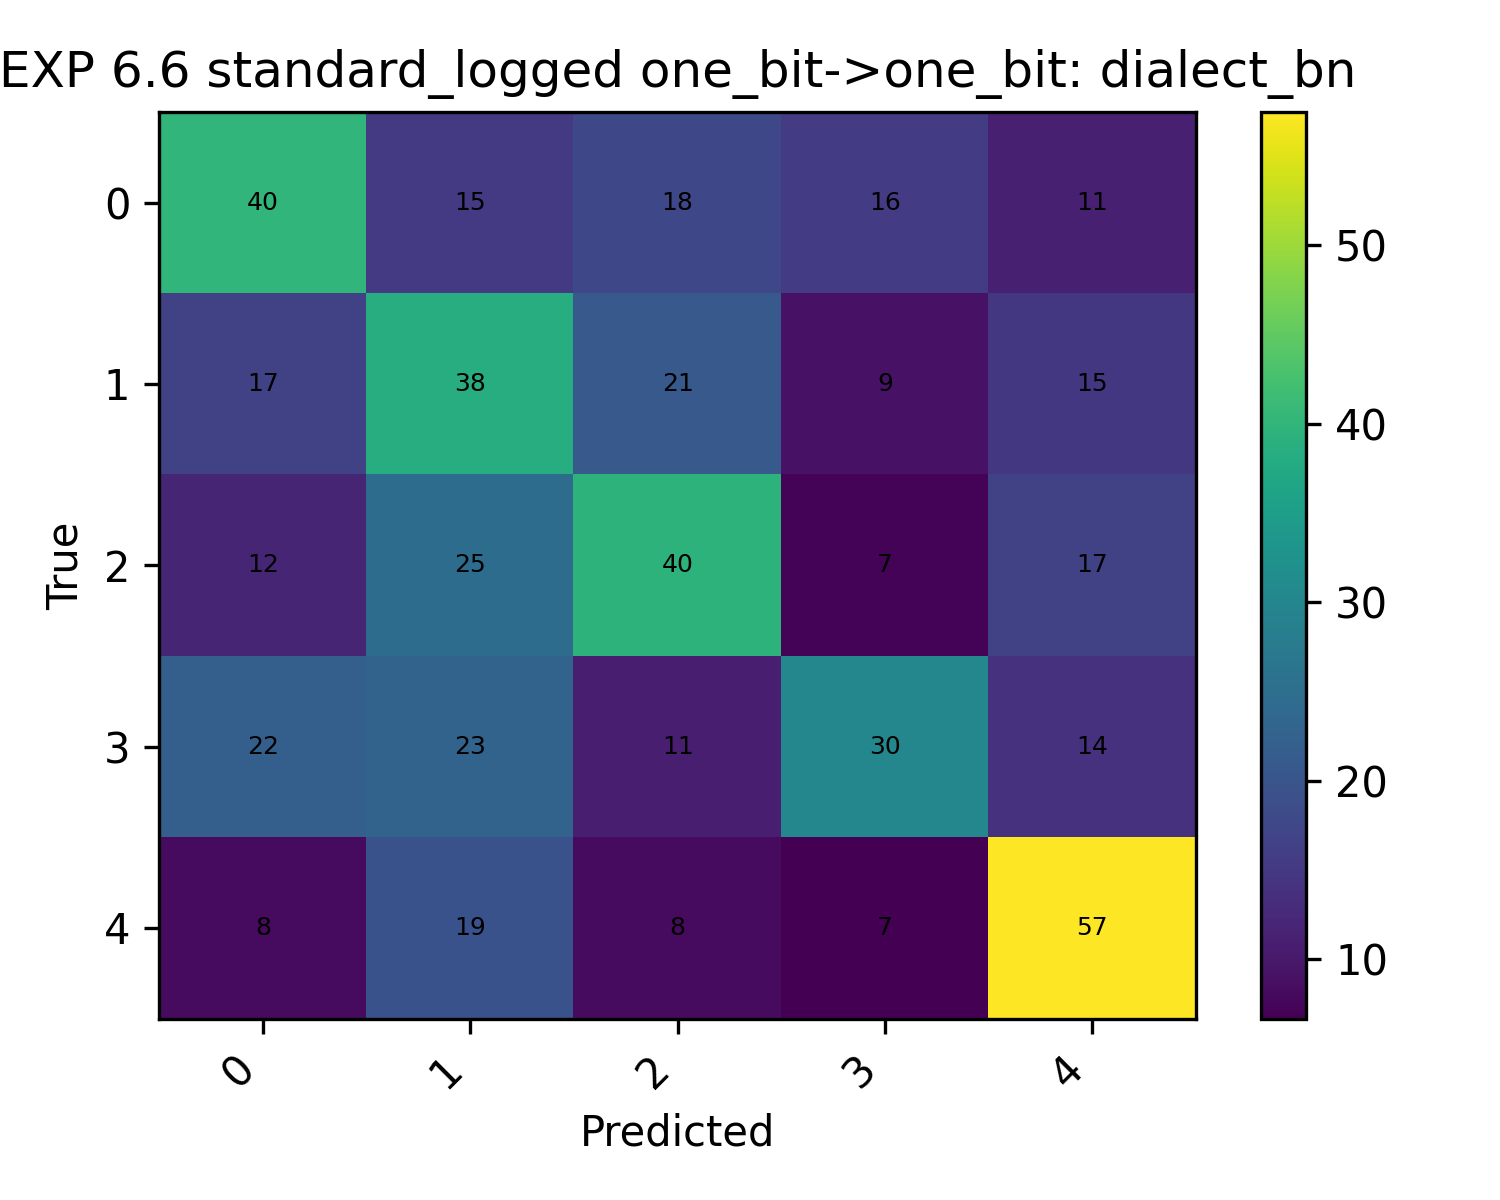 EXP 6.6 standard_logged one_bit->one_bit: dialect_bn
0 40 15 18 16 11
1 17 38 21 9 15
2 12 25 40 7 17
3 22 23 11 30 14
4 8 19 8 7 57
0 1 2 3 4
True
Predicted
50
40
30
20
10